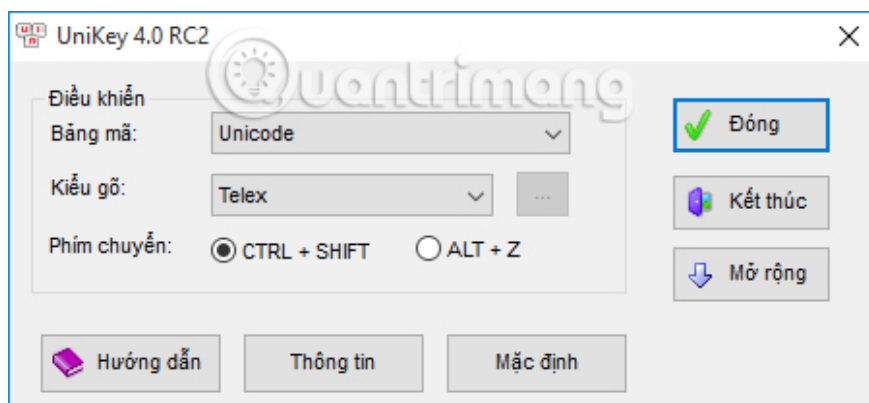 UniKey 4.0 RC2
Quantrimang
Điều khiển
Bảng mã:
Unicode
Đóng
Kiểu gõ:
Telex
...
Kết thúc
Phím chuyển:
CTRL + SHIFT
ALT + Z
Mở rộng
Hướng dẫn
Thông tin
Mặc định